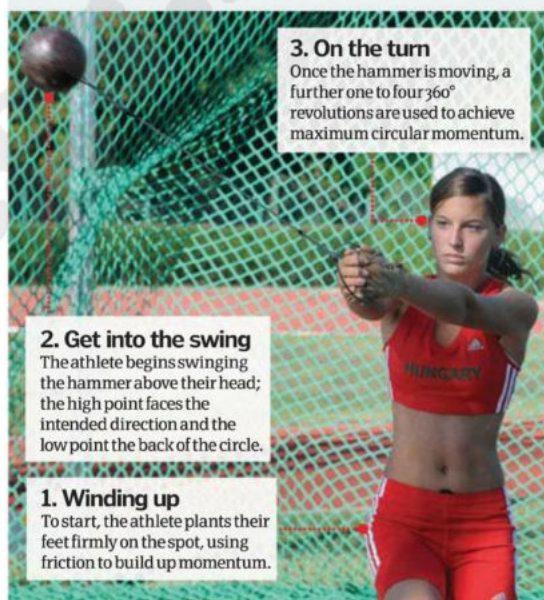 3. On the turn
Once the hammer is moving, a
further one to four 360°
revolutions are used to achieve
maximum circular momentum.
2. Get into the swing
The athlete begins swinging
the hammer above their head;
the high point faces the
intended direction and the
low point the back of the circle.
1. Winding up
To start, the athlete plants their
feet firmly on the spot, using
friction to build up momentum.
HUNGARY